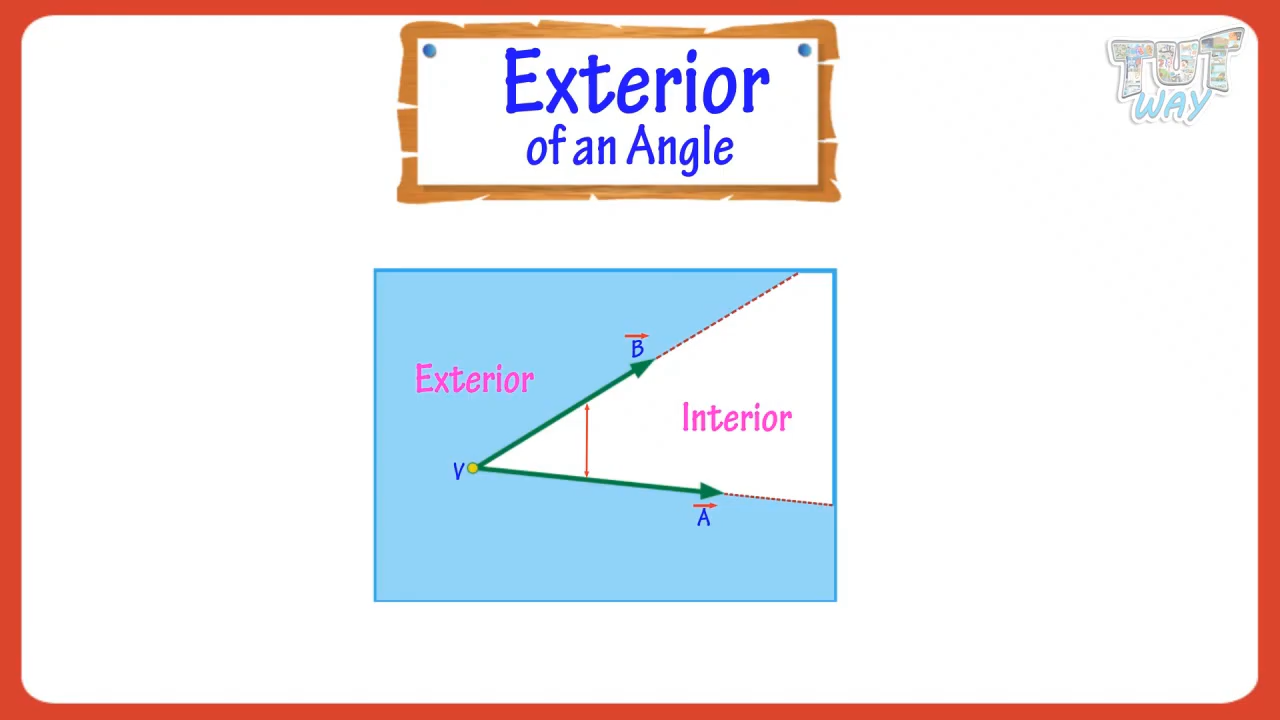 Exterior
of an Angle
TUT
WAY
B
Exterior
Interior
V
A